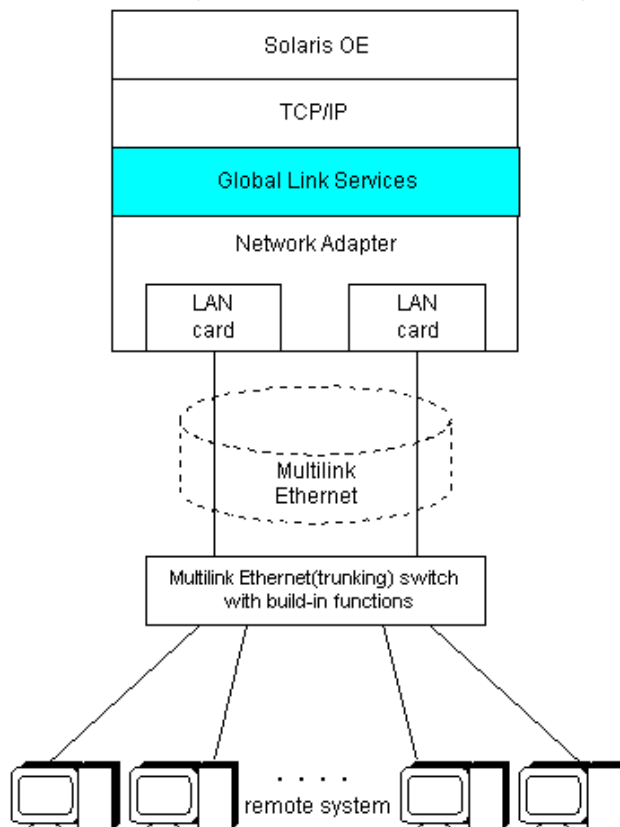 Solaris OE
TCP/IP
Global Link Services
Network Adapter
LAN
card
LAN
card
Multilink
Ethernet
Multilink Ethernet(trunking) switch
with build-in functions
. . . .
remote system